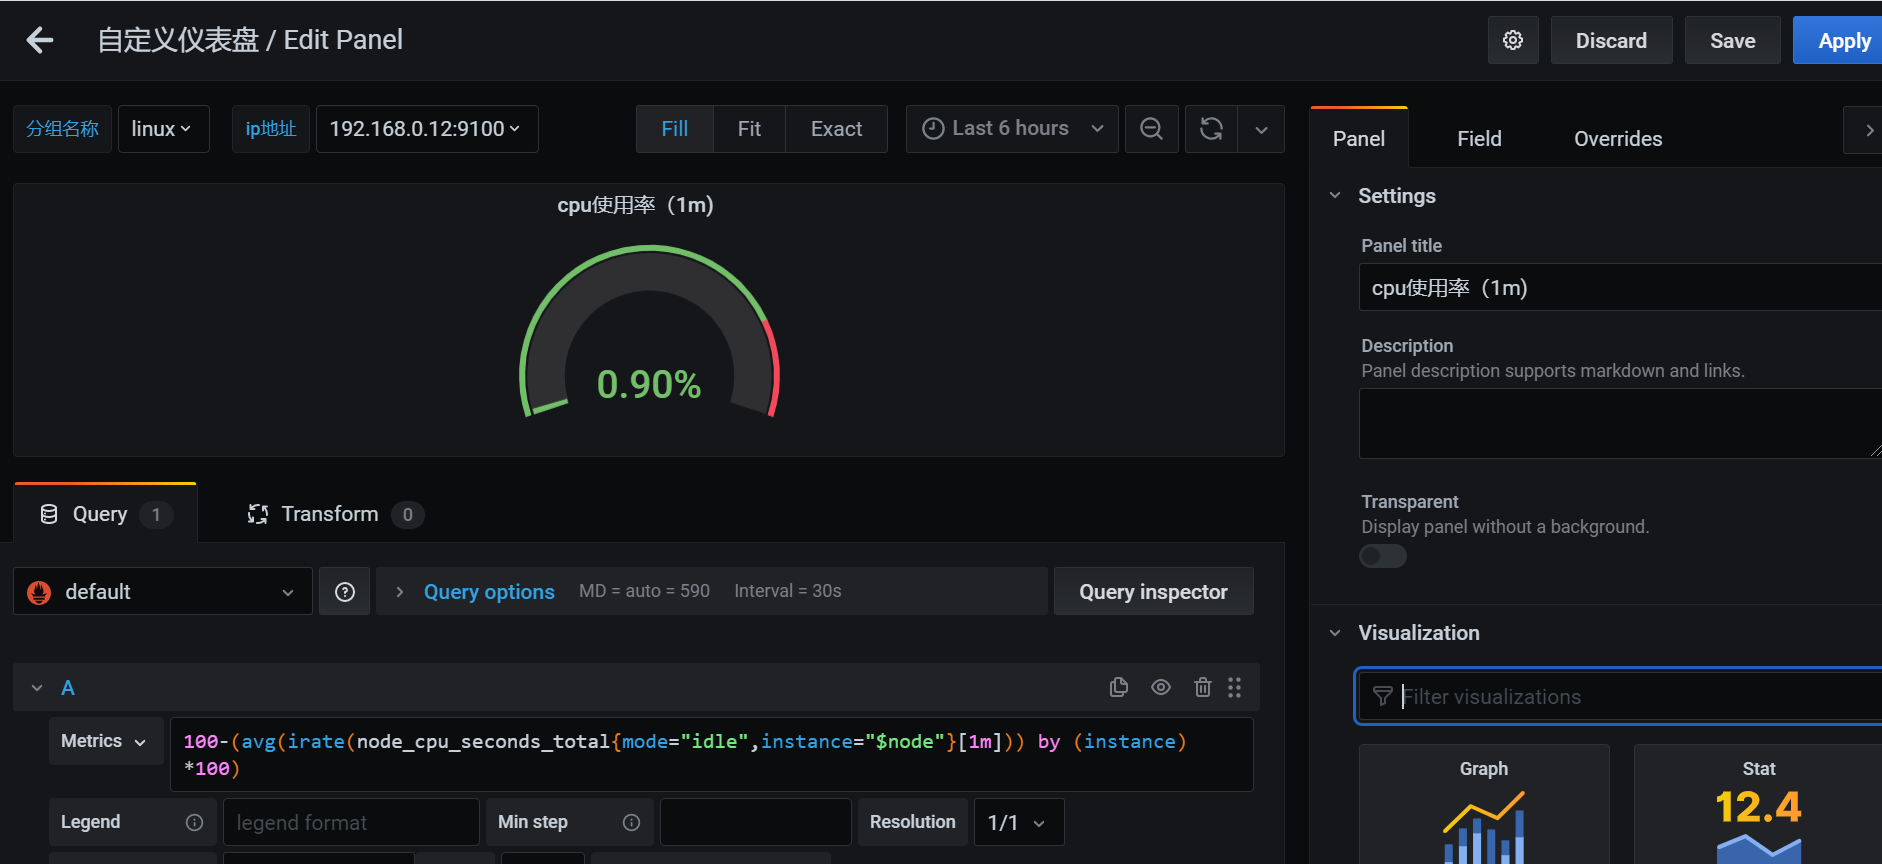 自定义仪表盘 / Edit Panel
Discard
Save
Apply
分组名称
linux
ip地址
192.168.0.12:9100
Fill
Fit
Exact
Last 6 hours
Panel
Field
Overrides
cpu使用率（1m)
0.90%
Settings
Panel title
cpu使用率（1m)
Description
Panel description supports markdown and links.
Transparent
Display panel without a background.
Query 1
Transform 0
default
Query options
MD = auto = 590
Interval = 30s
Query inspector
Visualization
Filter visualizations
A
Metrics
100-(avg(irate(node_cpu_seconds_total{mode="idle",instance="$node"}[1m])) by (instance)
*100)
Graph
Stat
12.4
Legend
legend format
Min step
Resolution
1/1